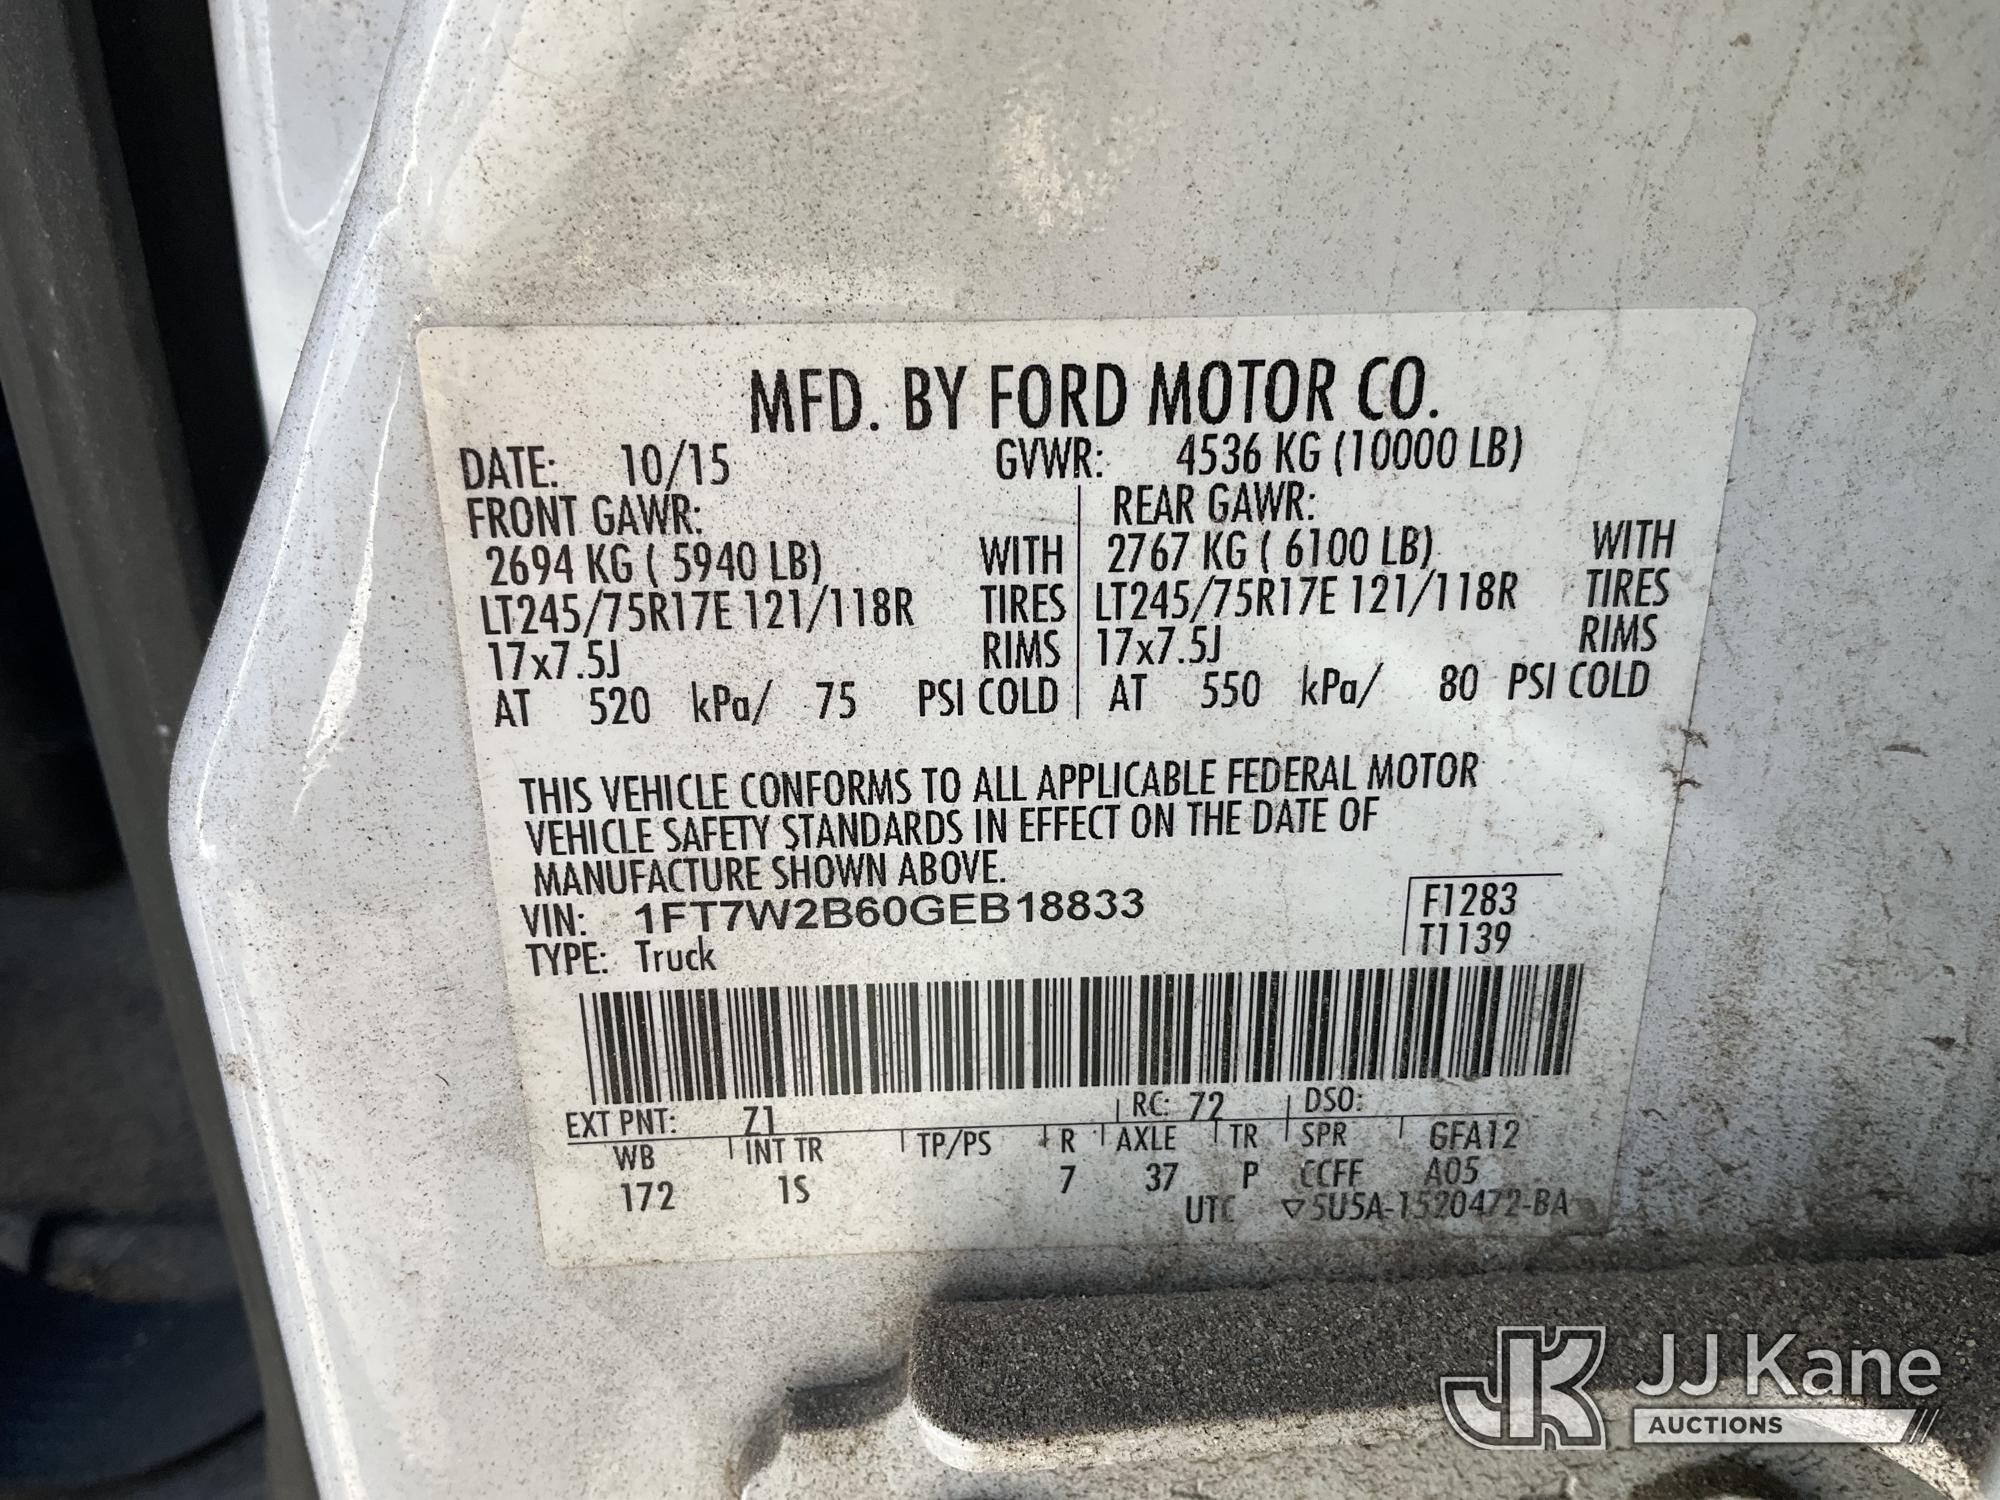 MFD. BY FORD MOTOR CO.
DATE: 10/15 GVWR: 4536 KG (10000 LB)
FRONT GAWR: REAR GAWR:
2694 KG ( 5940 LB) WITH 2767 KG ( 6100 LB) WITH
LT245/75R17E 121/118R TIRES LT245/75R17E 121/118R TIRES
17x7.5J RIMS 17x7.5J RIMS
AT 520 kPa/ 75 PSI COLD AT 550 kPa/ 80 PSI COLD
THIS VEHICLE CONFORMS TO ALL APPLICABLE FEDERAL MOTOR
VEHICLE SAFETY STANDARDS IN EFFECT ON THE DATE OF
MANUFACTURE SHOWN ABOVE.
VIN: 1FT7W2B60GEB18833 F1283
TYPE: Truck T1139
EXT PNT: Z1 RC: 72 DSO:
WB INT TR TP/PS R AXLE TR SPR GFA12
172 1S 7 37 P CCFF A05
UTC ▽5U5A-1520472-BA
JK JJ Kane
AUCTIONS